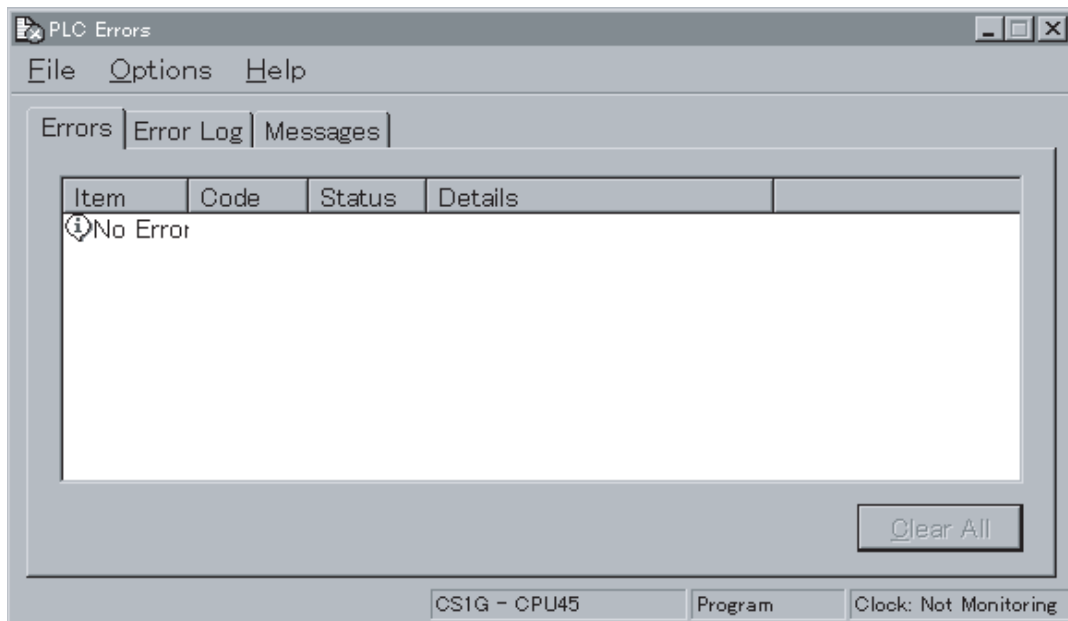 PLC Errors
File Options Help
Errors Error Log Messages
Item Code Status Details
No Error
Clear All
CS1G - CPU45 Program Clock: Not Monitoring